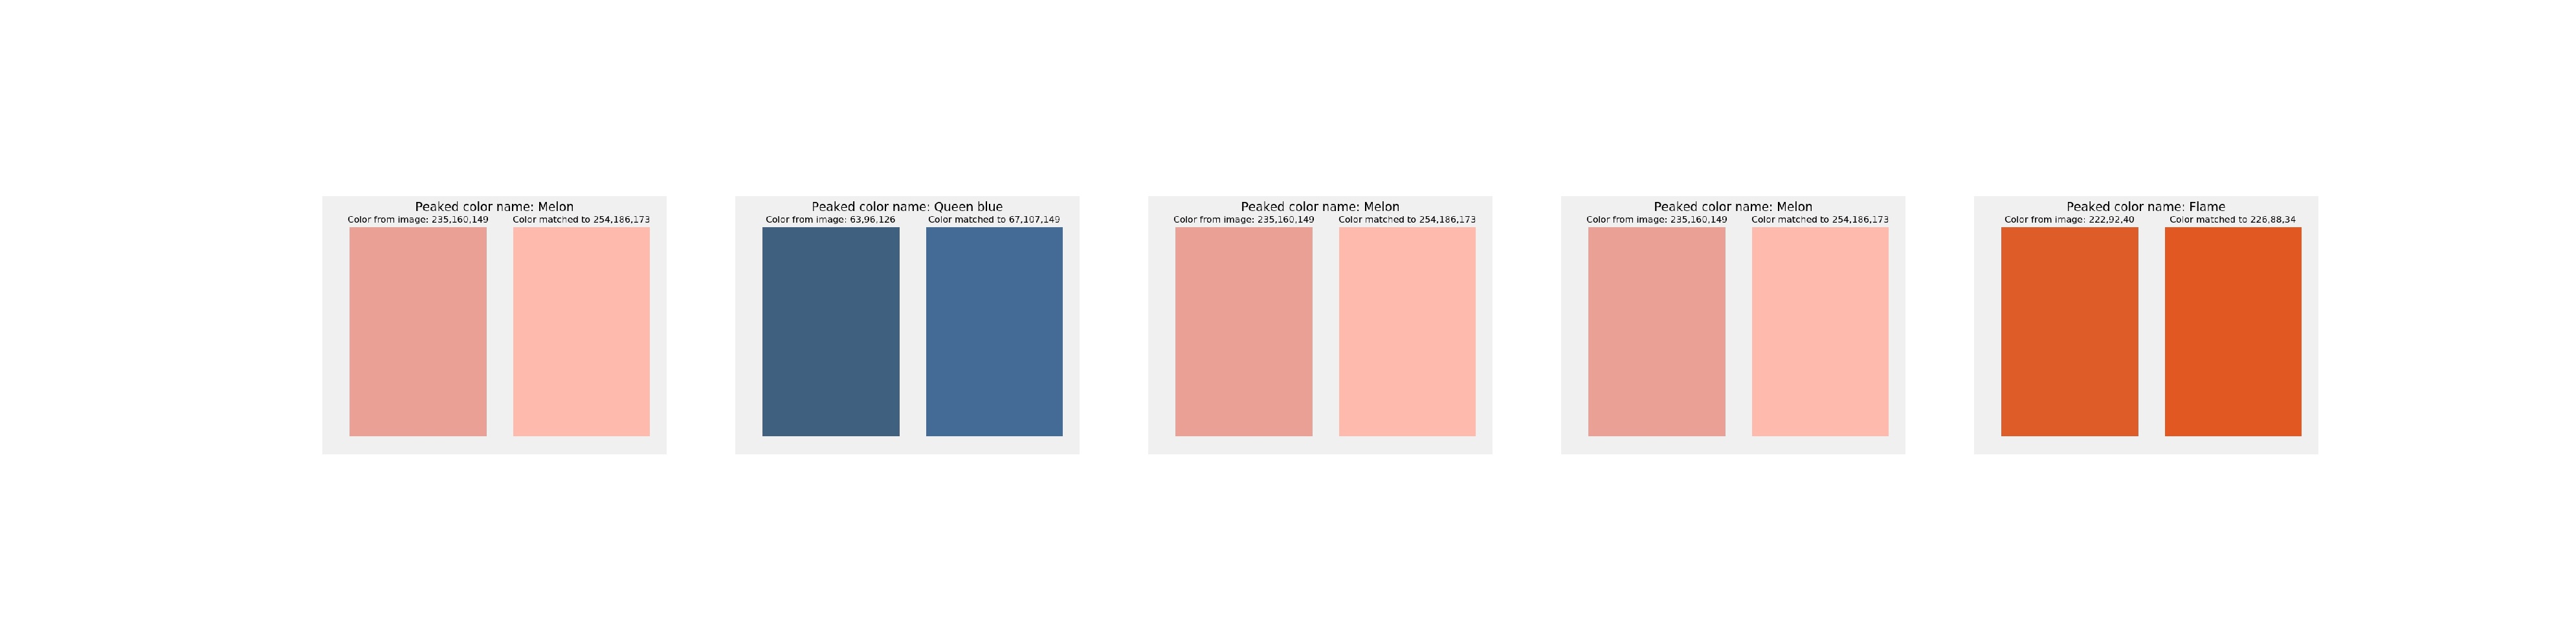 Peaked color name: Melon
Color from image: 235,160,149
Color matched to 254,186,173
Peaked color name: Queen blue
Color from image: 63,96,126
Color matched to 67,107,149
Peaked color name: Melon
Color from image: 235,160,149
Color matched to 254,186,173
Peaked color name: Melon
Color from image: 235,160,149
Color matched to 254,186,173
Peaked color name: Flame
Color from image: 222,92,40
Color matched to 226,88,34